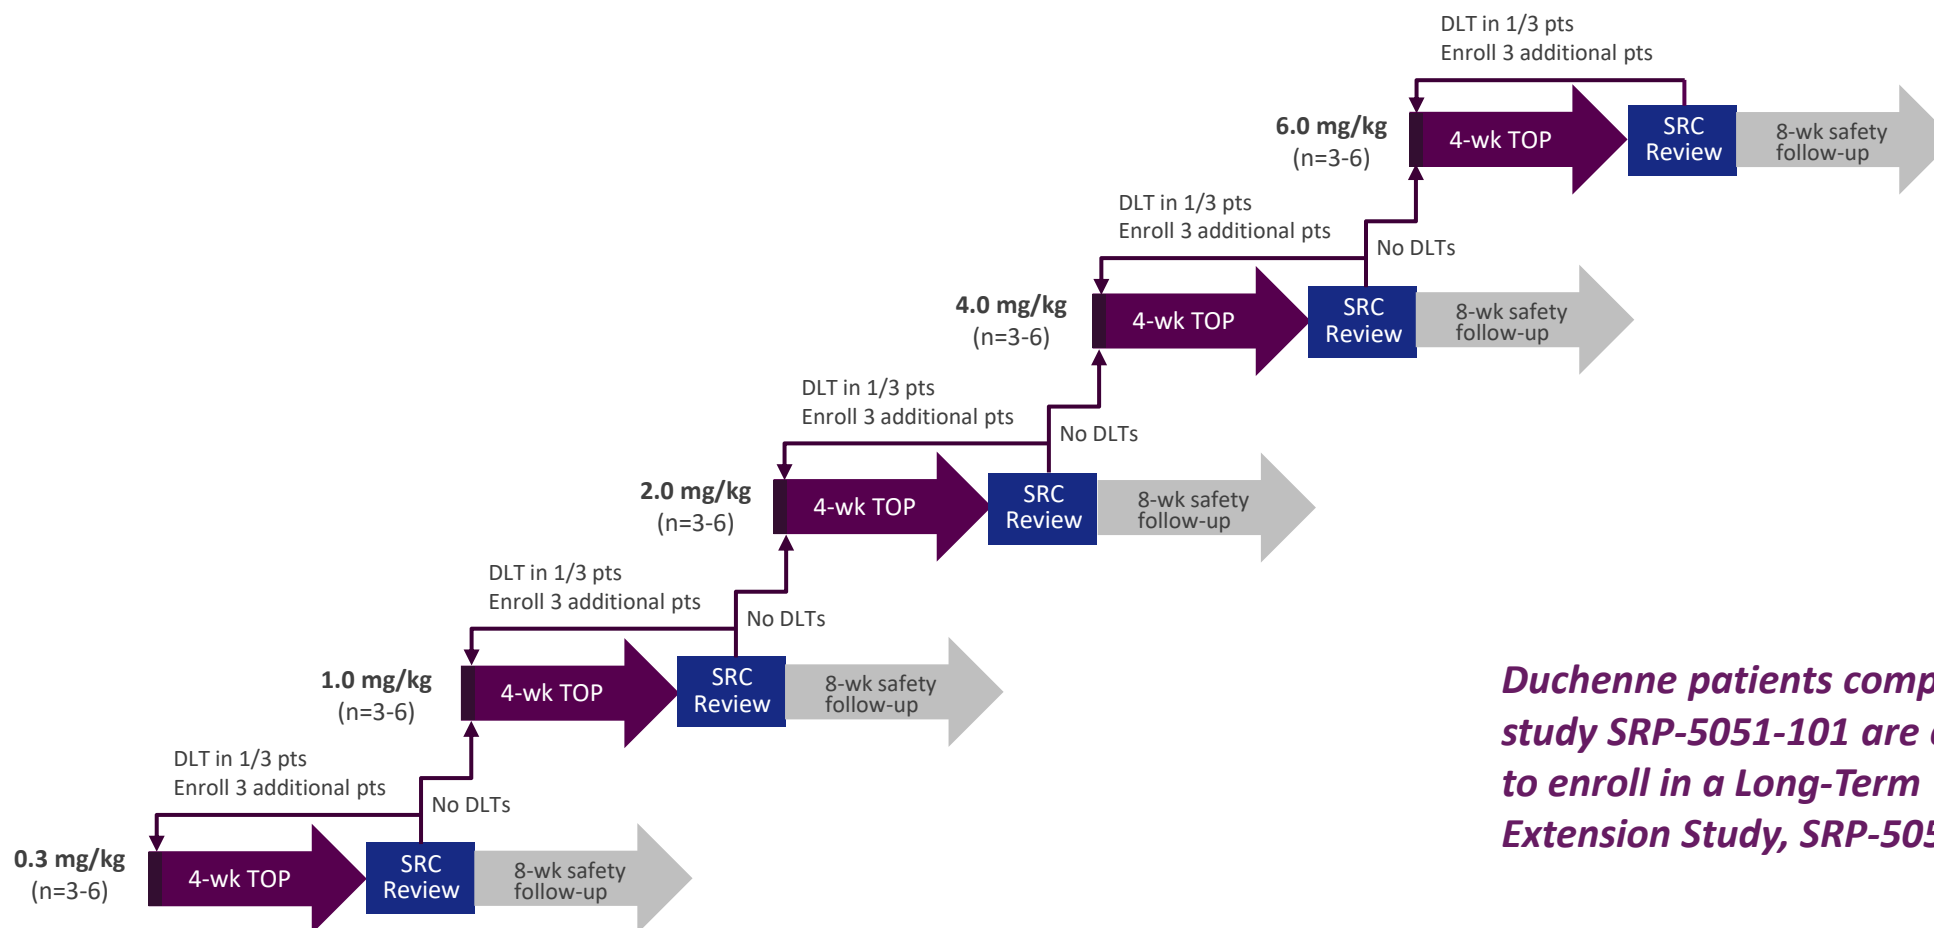 DLT in 1/3 pts
Enroll 3 additional pts
6.0 mg/kg
(n=3-6)
4-wk TOP
SRC
Review
8-wk safety
follow-up
DLT in 1/3 pts
Enroll 3 additional pts
No DLTs
4.0 mg/kg
(n=3-6)
4-wk TOP
SRC
Review
8-wk safety
follow-up
DLT in 1/3 pts
Enroll 3 additional pts
No DLTs
2.0 mg/kg
(n=3-6)
4-wk TOP
SRC
Review
8-wk safety
follow-up
DLT in 1/3 pts
Enroll 3 additional pts
No DLTs
1.0 mg/kg
(n=3-6)
4-wk TOP
SRC
Review
8-wk safety
follow-up
DLT in 1/3 pts
Enroll 3 additional pts
No DLTs
0.3 mg/kg
(n=3-6)
4-wk TOP
SRC
Review
8-wk safety
follow-up
Duchenne patients
study SRP-5051-101 are
to enroll in a Long-Term
Extension Study,